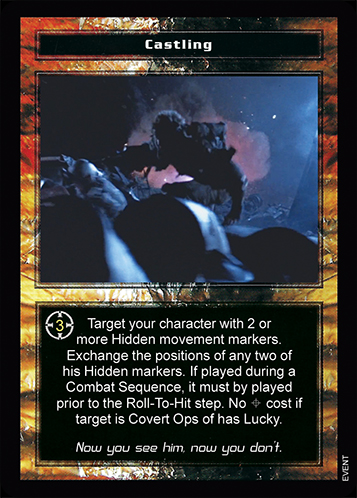 Castling
3 Target your character with 2 or
more Hidden movement markers.
Exchange the positions of any two of
his Hidden markers. If played during a
Combat Sequence, it must by played
prior to the Roll-To-Hit step. No cost if
target is Covert Ops of has Lucky.
Now you see him, now you don't.
EVENT